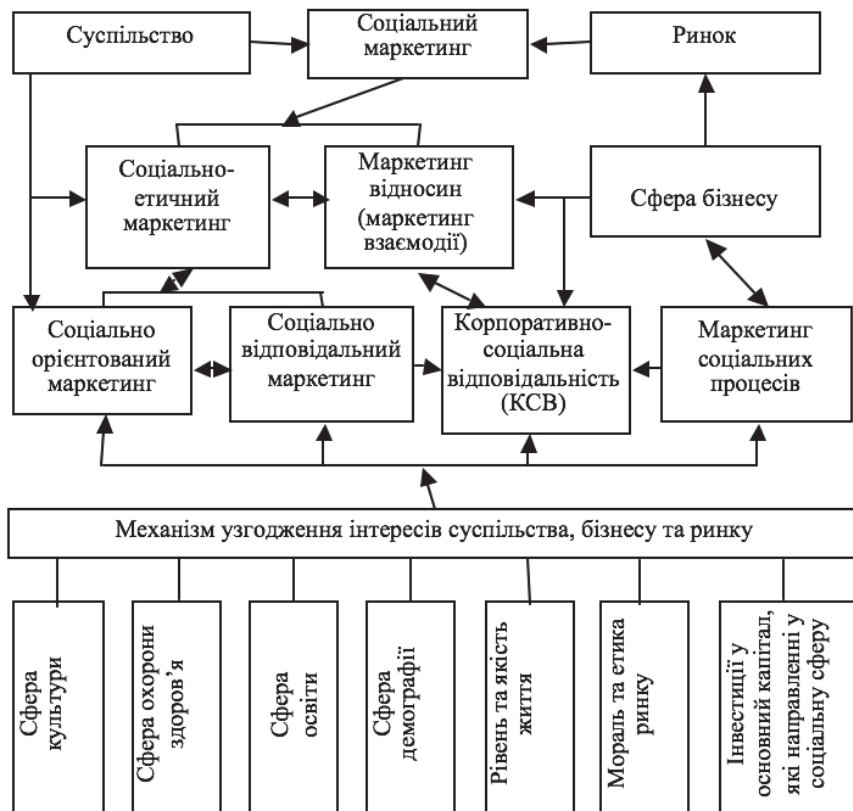 Суспільство
Соціальний
маркетинг
Ринок
Соціально-
етичний
маркетинг
Маркетинг
відносин
(маркетинг
взаємодії)
Сфера бізнесу
Соціально
орієнтований
маркетинг
Соціально
відповідальний
маркетинг
Корпоративно-
соціальна
відповідальність
(КСВ)
Маркетинг
соціальних
процесів
Механізм узгодження інтересів суспільства, бізнесу та ринку
Сфера
культури
Сфера охорони
здоров’я
Сфера
освіти
Сфера
демографії
Рівень та якість
життя
Мораль та етика
ринку
Інвестиції у
основний капітал,
які направленні у
соціальну сферу